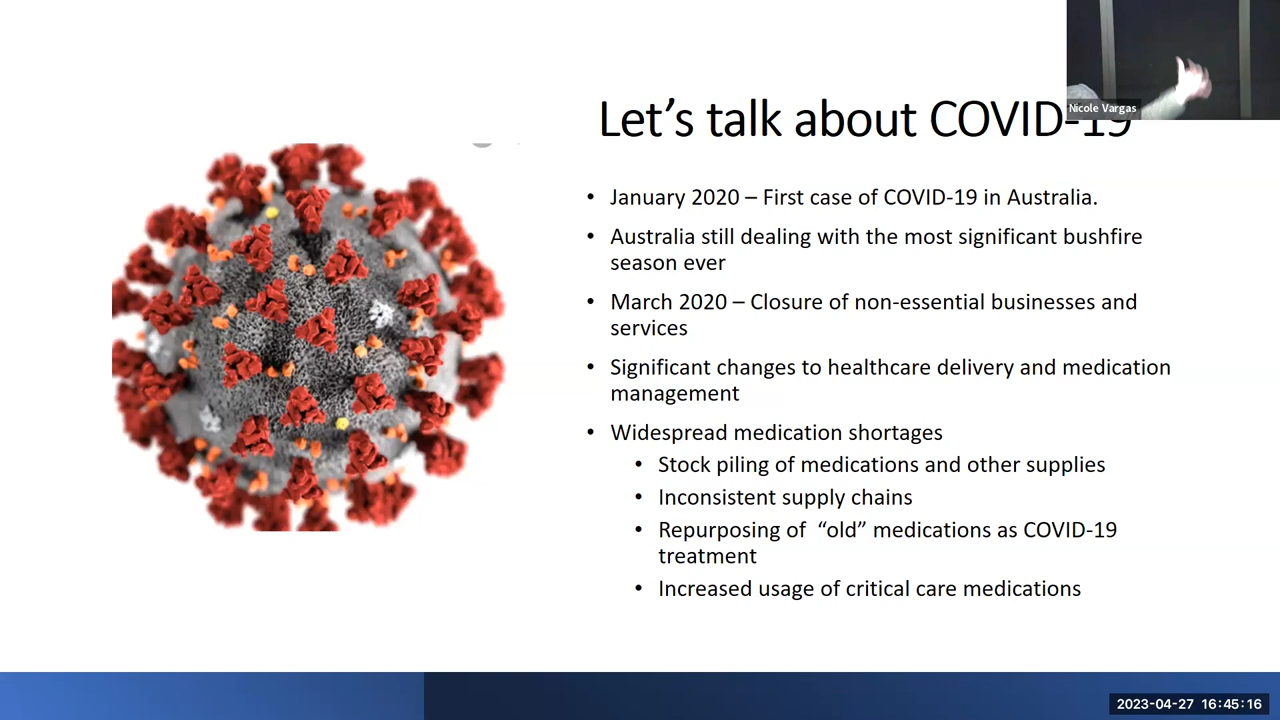 Nicole Vargas
Let’s talk about COVID-19
• January 2020 – First case of COVID-19 in Australia.
• Australia still dealing with the most significant bushfire
season ever
• March 2020 – Closure of non-essential businesses and
services
• Significant changes to healthcare delivery and medication
management
• Widespread medication shortages
• Stock piling of medications and other supplies
• Inconsistent supply chains
• Repurposing of “old” medications as COVID-19
treatment
• Increased usage of critical care medications
2023-04-27 16:45:16